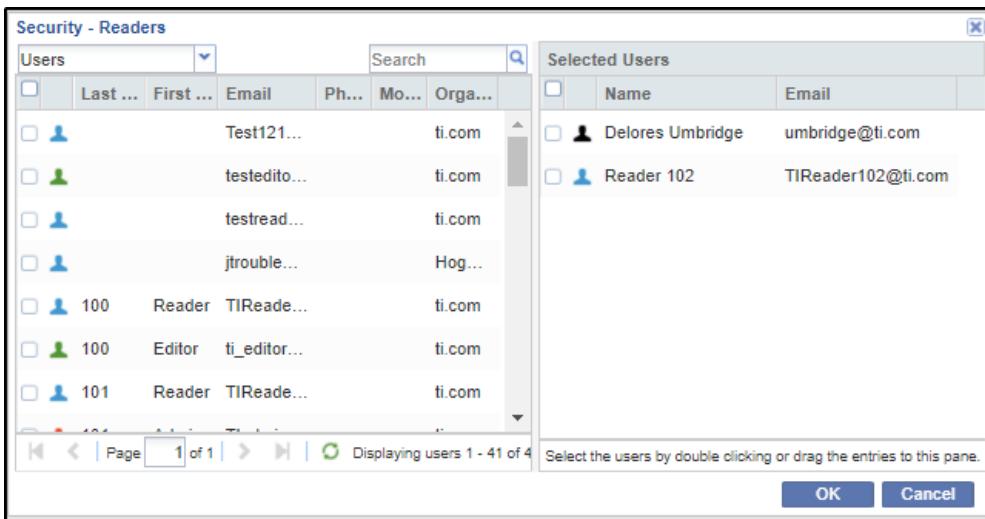 Security - Readers
Users Search Selected Users
Last ... First ... Email Ph... Mo... Orga... Name Email
Test121... ti.com Delores Umbridge umbridge@ti.com
testedito... ti.com Reader 102 TIReader102@ti.com
testread... ti.com
jtrouble... Hog...
100 Reader TIReade... ti.com
100 Editor ti_editor... ti.com
101 Reader TIReade... ti.com
Page 1 of 1 Displaying users 1 - 41 of 4 Select the users by double clicking or drag the entries to this pane.
OK Cancel